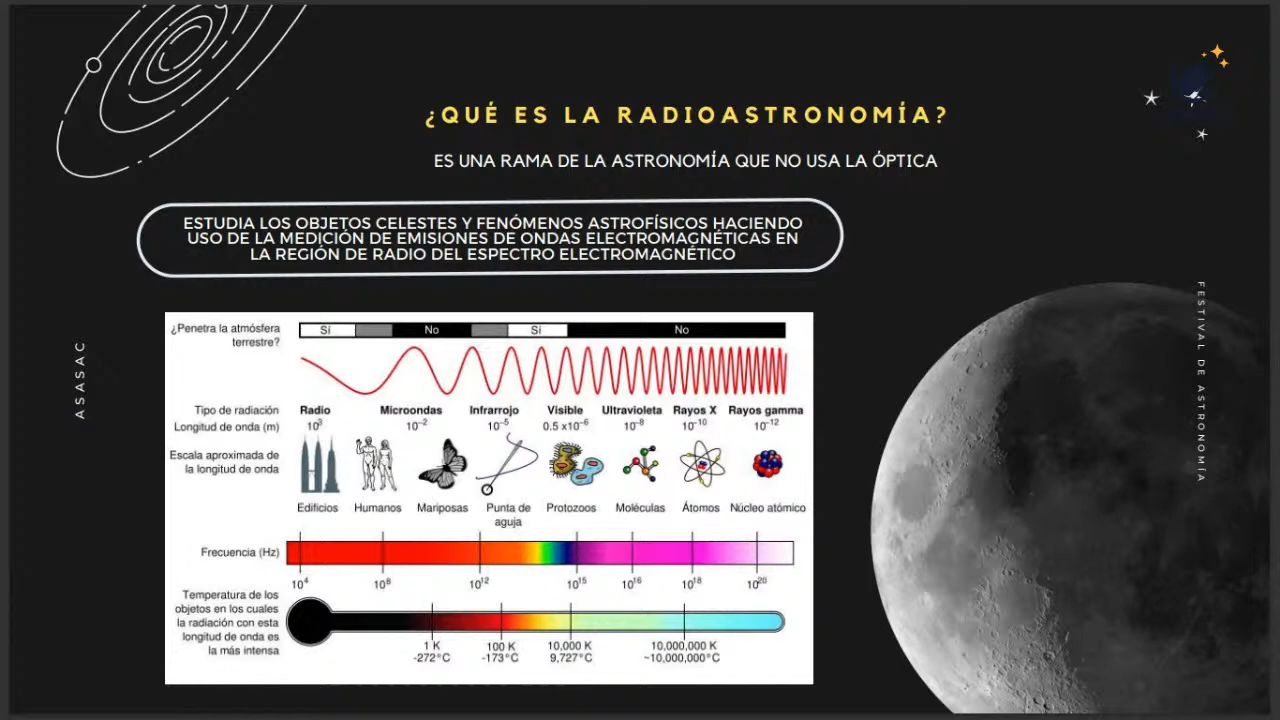 ¿QUÉ ES LA RADIOASTRONOMÍA?
ES UNA RAMA DE LA ASTRONOMÍA QUE NO USA LA ÓPTICA
ESTUDIA LOS OBJETOS CELESTES Y FENÓMENOS ASTROFÍSICOS HACIENDO
USO DE LA MEDICIÓN DE EMISIONES DE ONDAS ELECTROMAGNÉTICAS EN
LA REGIÓN DE RADIO DEL ESPECTRO ELECTROMAGNÉTICO
ASASAC
FESTIVAL DE ASTRONOMÍA
¿Penetra la atmósfera
terrestre?
Sí No Sí No
Tipo de radiación
Radio Microondas Infrarrojo Visible Ultravioleta Rayos X Rayos gamma
Longitud de onda (m)
10³ 10⁻² 10⁻⁵ 0.5 x10⁻⁶ 10⁻⁸ 10⁻¹⁰ 10⁻¹²
Escala aproximada de
la longitud de onda
Edificios Humanos Mariposas Punta de Protozoos Moléculas Átomos Núcleo atómico
aguja
Frecuencia (Hz)
10⁴ 10⁸ 10¹² 10¹⁵ 10¹⁶ 10¹⁸ 10²⁰
Temperatura de los
objetos en los cuales
la radiación con esta
longitud de onda es
la más intensa
1 K 100 K 10,000 K 10,000,000 K
-272°C -173°C 9,727°C ~10,000,000°C